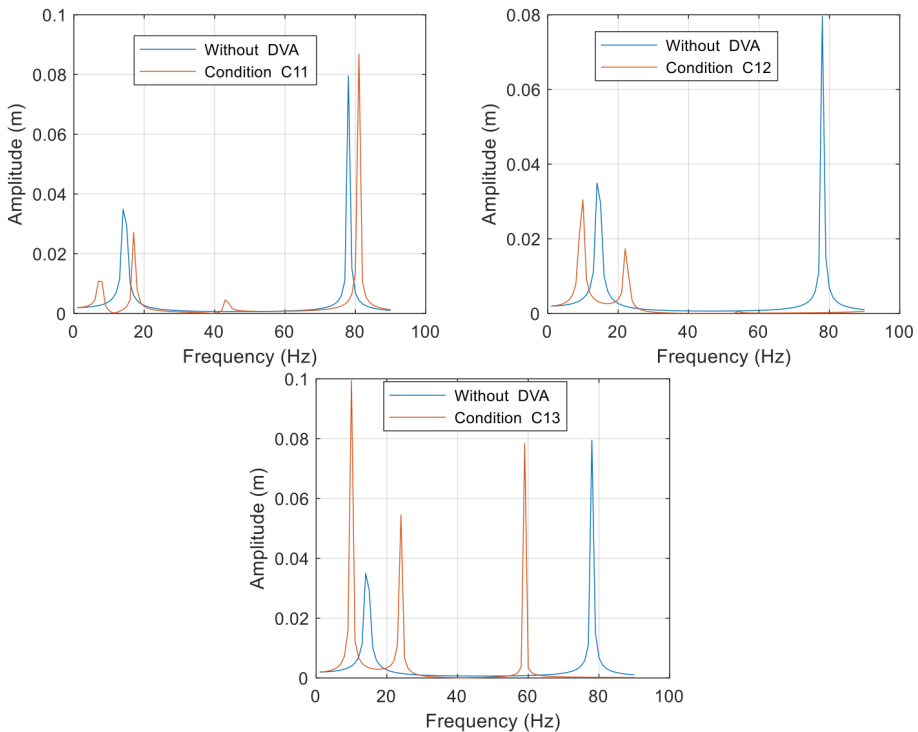 0.1
0.08
0.06
0.04
0.02
0
Amplitude (m)
Without DVA
Condition C11
0 20 40 60 80 100
Frequency (Hz)
0.08
0.06
0.04
0.02
0
Amplitude (m)
Without DVA
Condition C12
0 20 40 60 80 100
Frequency (Hz)
0.1
0.08
0.06
0.04
0.02
0
Amplitude (m)
Without DVA
Condition C13
0 20 40 60 80 100
Frequency (Hz)